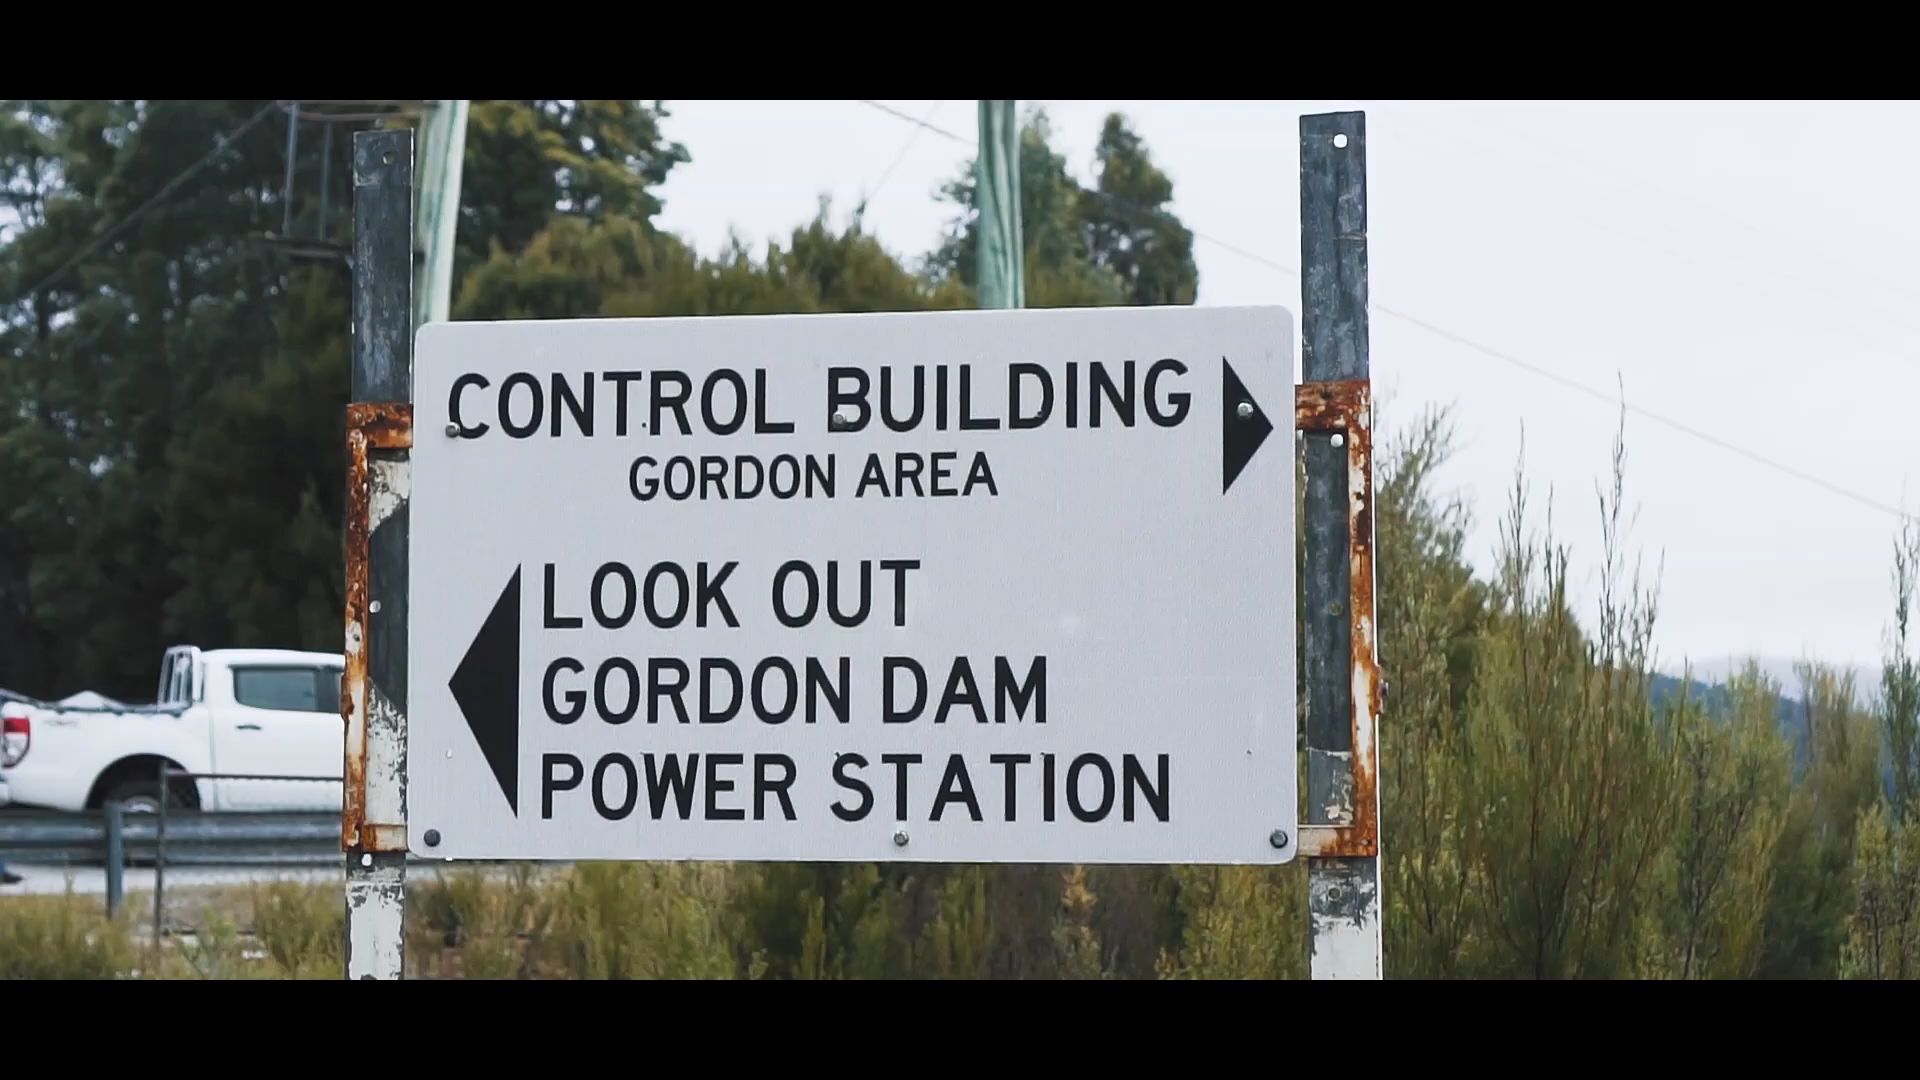 CONTROL BUILDING
GORDON AREA
LOOK OUT
GORDON DAM
POWER STATION